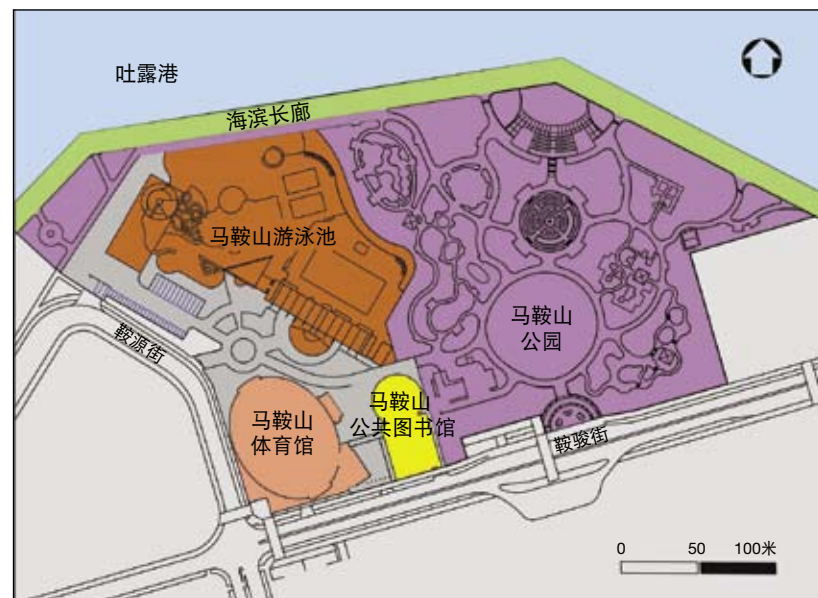 吐露港
海滨长廊
马鞍山游泳池
马鞍山
公园
鞍源街
马鞍山
体育馆
马鞍山
公共图书馆
鞍骏街
0 50 100米